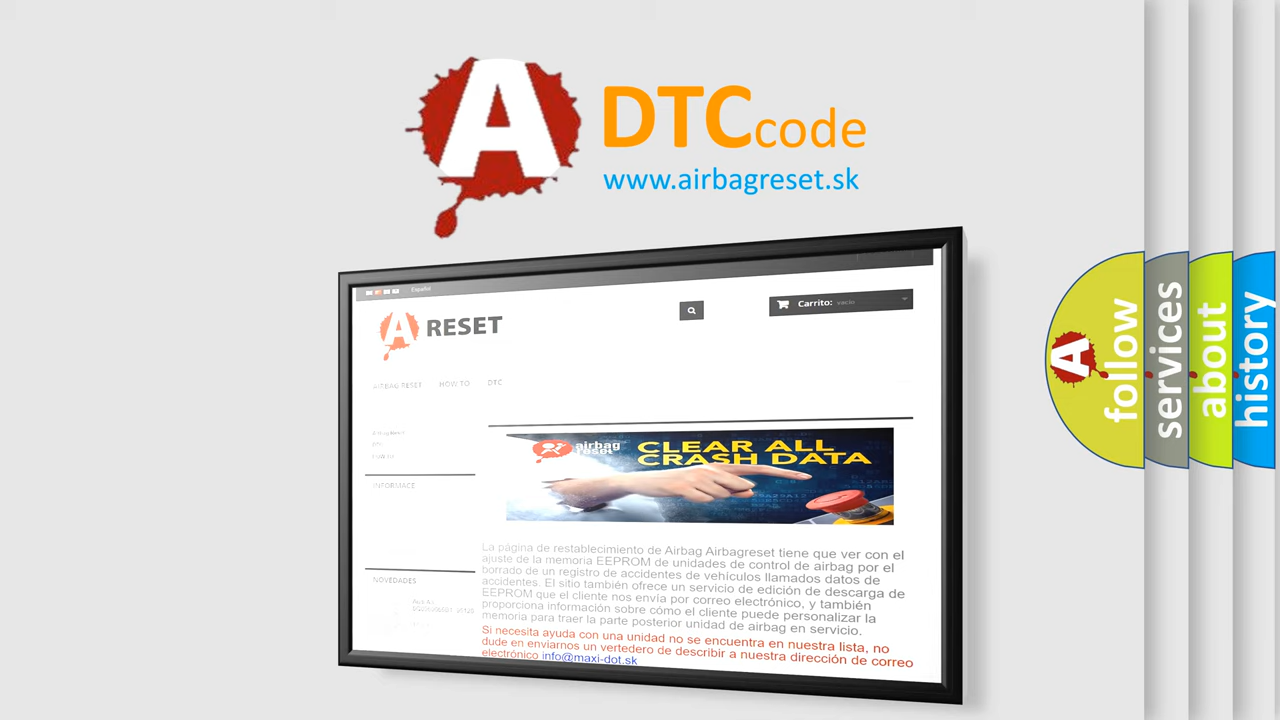 A DTCcode
www.airbagreset.sk
Español
A RESET
Carrito: vacío
AIRBAG RESET HOW TO DTC
airbag
reset
CLEAR ALL
CRASH DATA
INFORMACE
La página de restablecimiento de Airbag Airbagreset tiene que ver con el
ajuste de la memoria EEPROM de unidades de control de airbag por el
borrado de un registro de accidentes de vehículos llamados datos de
accidentes. El sitio también ofrece un servicio de edición de descarga de
EEPROM que el cliente nos envía por correo electrónico, y también
proporciona información sobre cómo el cliente puede personalizar la
memoria para traer la parte posterior unidad de airbag en servicio.
NOVEDADES
Si necesita ayuda con una unidad no se encuentra en nuestra lista, no
dude en enviarnos un vertedero de describir a nuestra dirección de correo
electrónico info@maxi-dot.sk
A follow
services
about
history